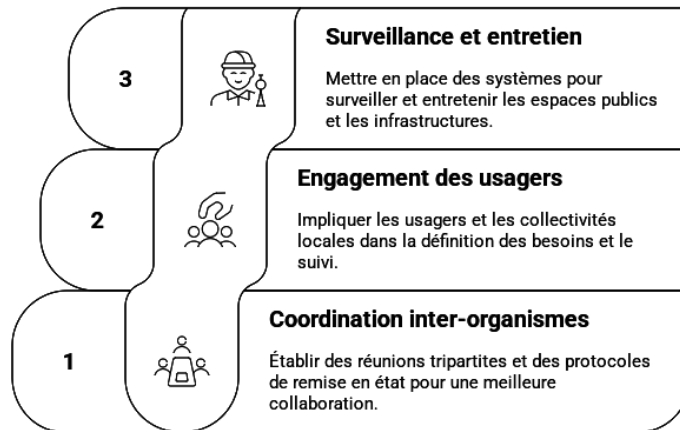 3
Surveillance et entretien
Mettre en place des systèmes pour
surveiller et entretenir les espaces publics
et les infrastructures.
2
Engagement des usagers
Impliquer les usagers et les collectivités
locales dans la définition des besoins et le
suivi.
1
Coordination inter-organismes
Établir des réunions tripartites et des protocoles
de remise en état pour une meilleure
collaboration.